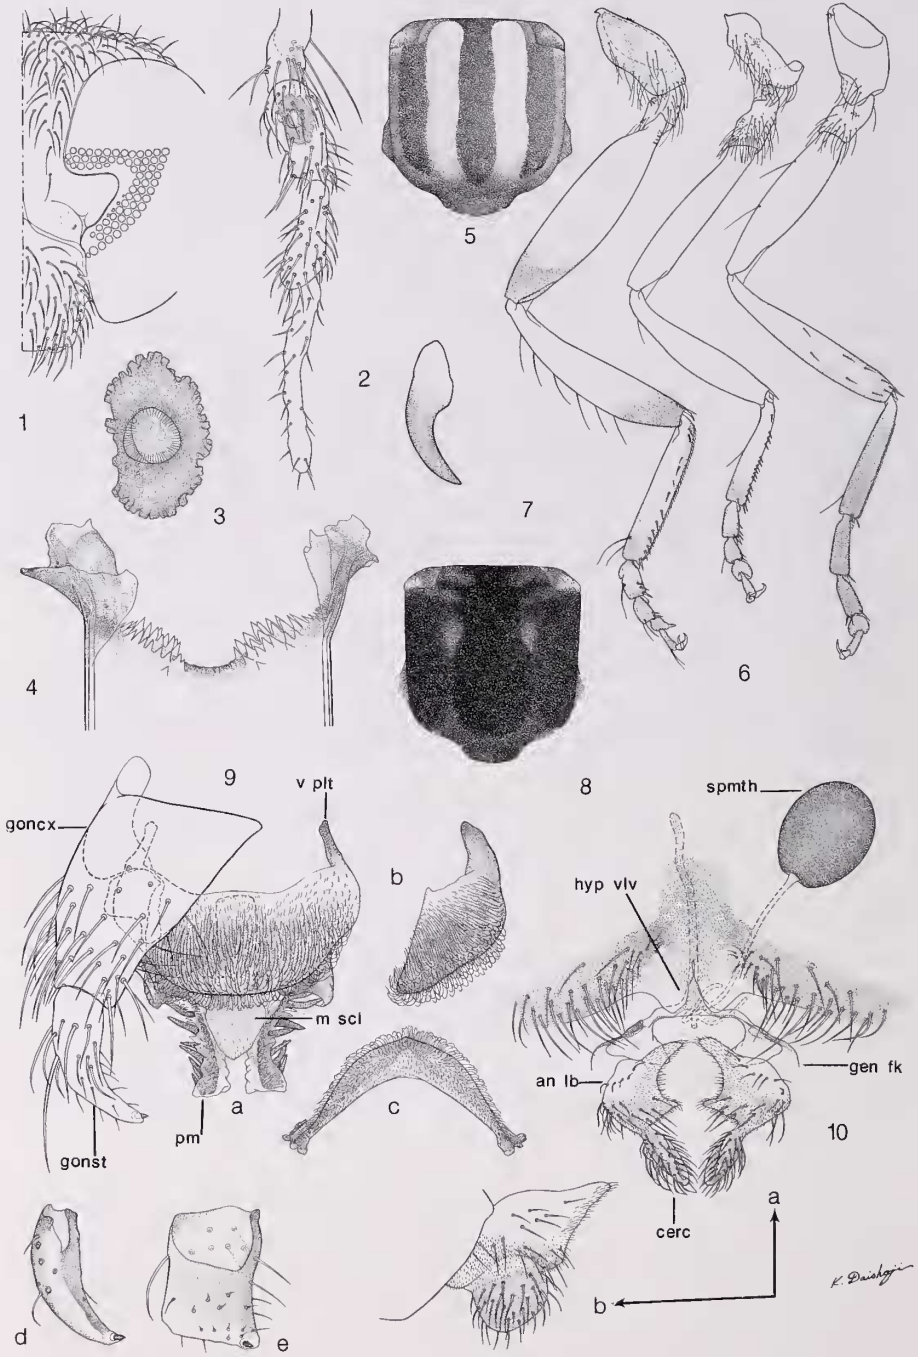 1
2
3
4
5
6
7
8
9
goncx
v plt
b
m scl
a
pm
c
gonst
d
e
spmth
hyp vlv
an lb
gen fk
10
cerc
a
b
K. Daishoji